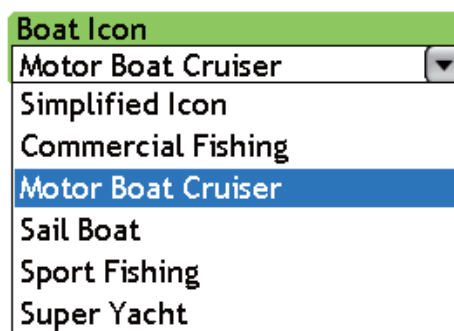 Boat Icon
Motor Boat Cruiser
Simplified Icon
Commercial Fishing
Motor Boat Cruiser
Sail Boat
Sport Fishing
Super Yacht